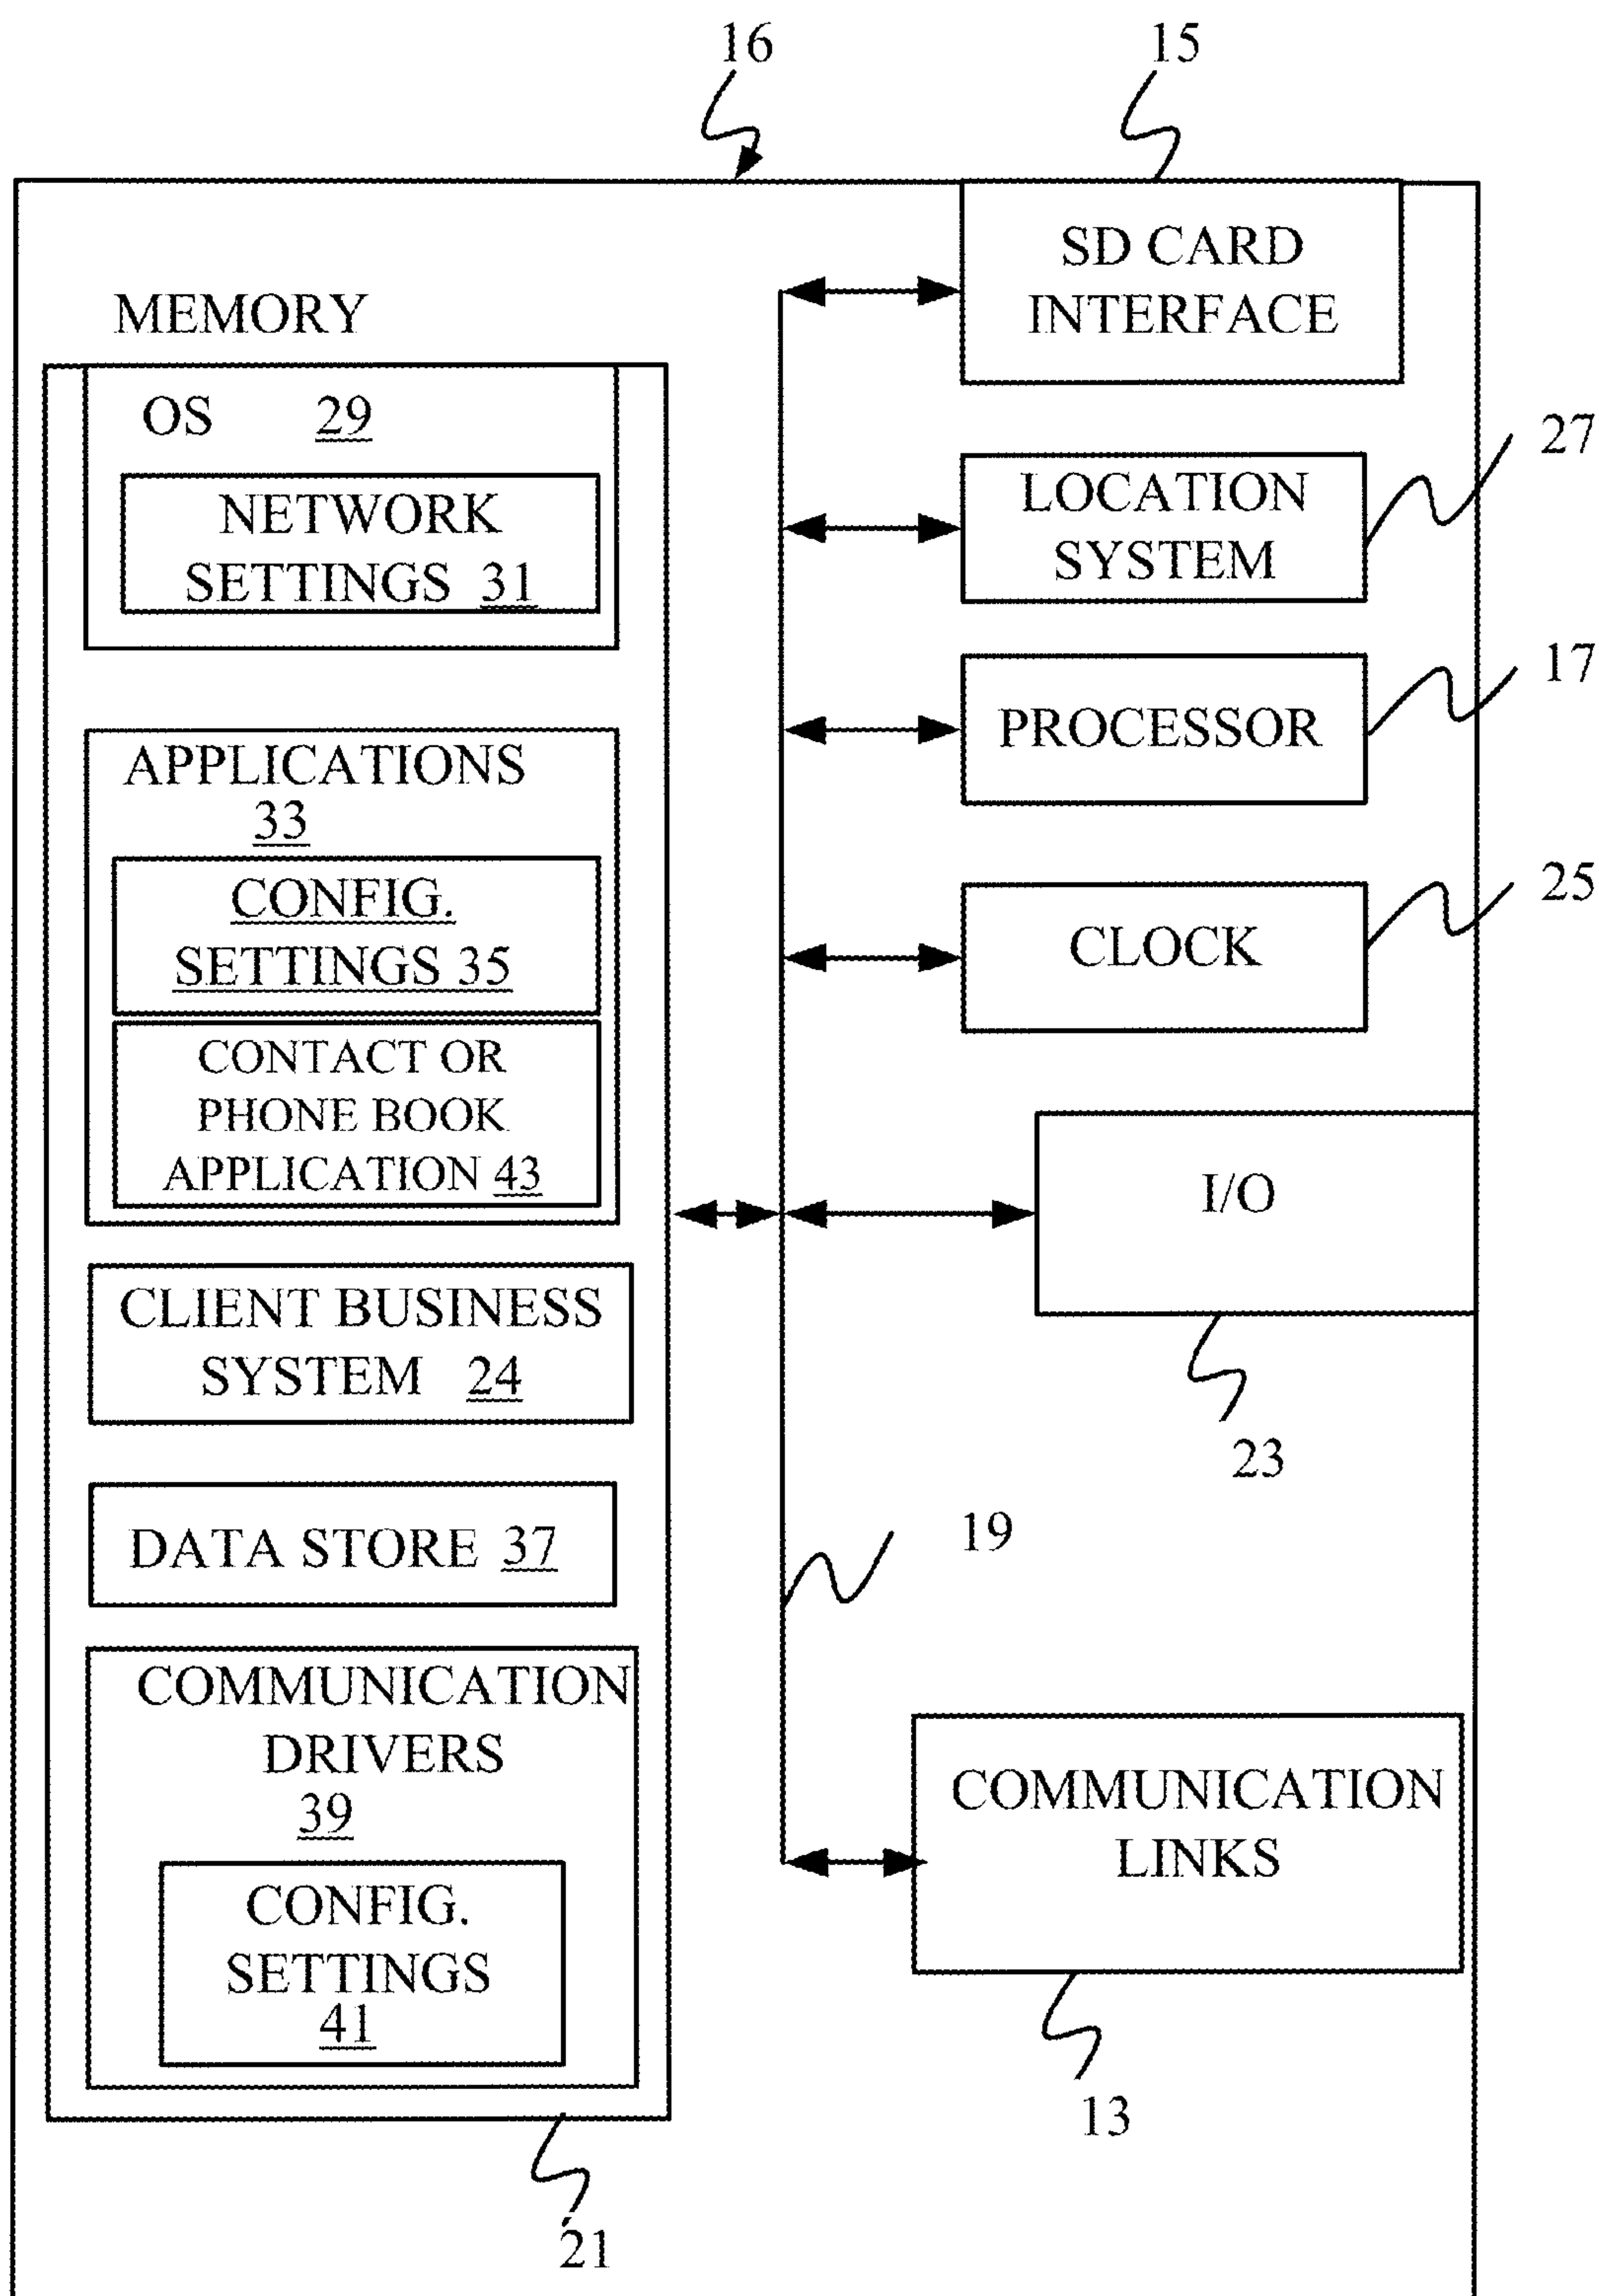 16
15
SD CARD
INTERFACE
MEMORY
OS 29
NETWORK
SETTINGS 31
27
LOCATION
SYSTEM
17
PROCESSOR
APPLICATIONS
33
CONFIG.
SETTINGS 35
25
CLOCK
CONTACT OR
PHONE BOOK
APPLICATION 43
I/O
23
CLIENT BUSINESS
SYSTEM 24
19
DATA STORE 37
COMMUNICATION
DRIVERS
39
CONFIG.
SETTINGS
41
COMMUNICATION
LINKS
13
21